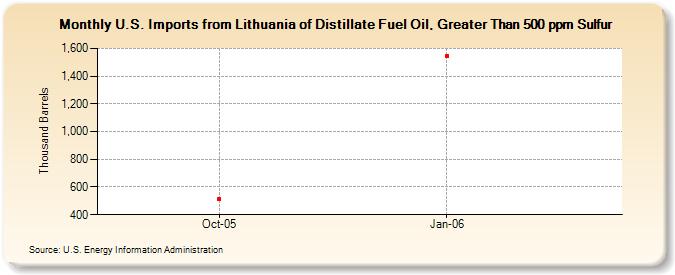 Monthly U.S. Imports from Lithuania of Distillate Fuel Oil, Greater Than 500 ppm Sulfur
Thousand Barrels
1,600
1,400
1,200
1,000
800
600
400
Oct-05 Jan-06
Source: U.S. Energy Information Administration